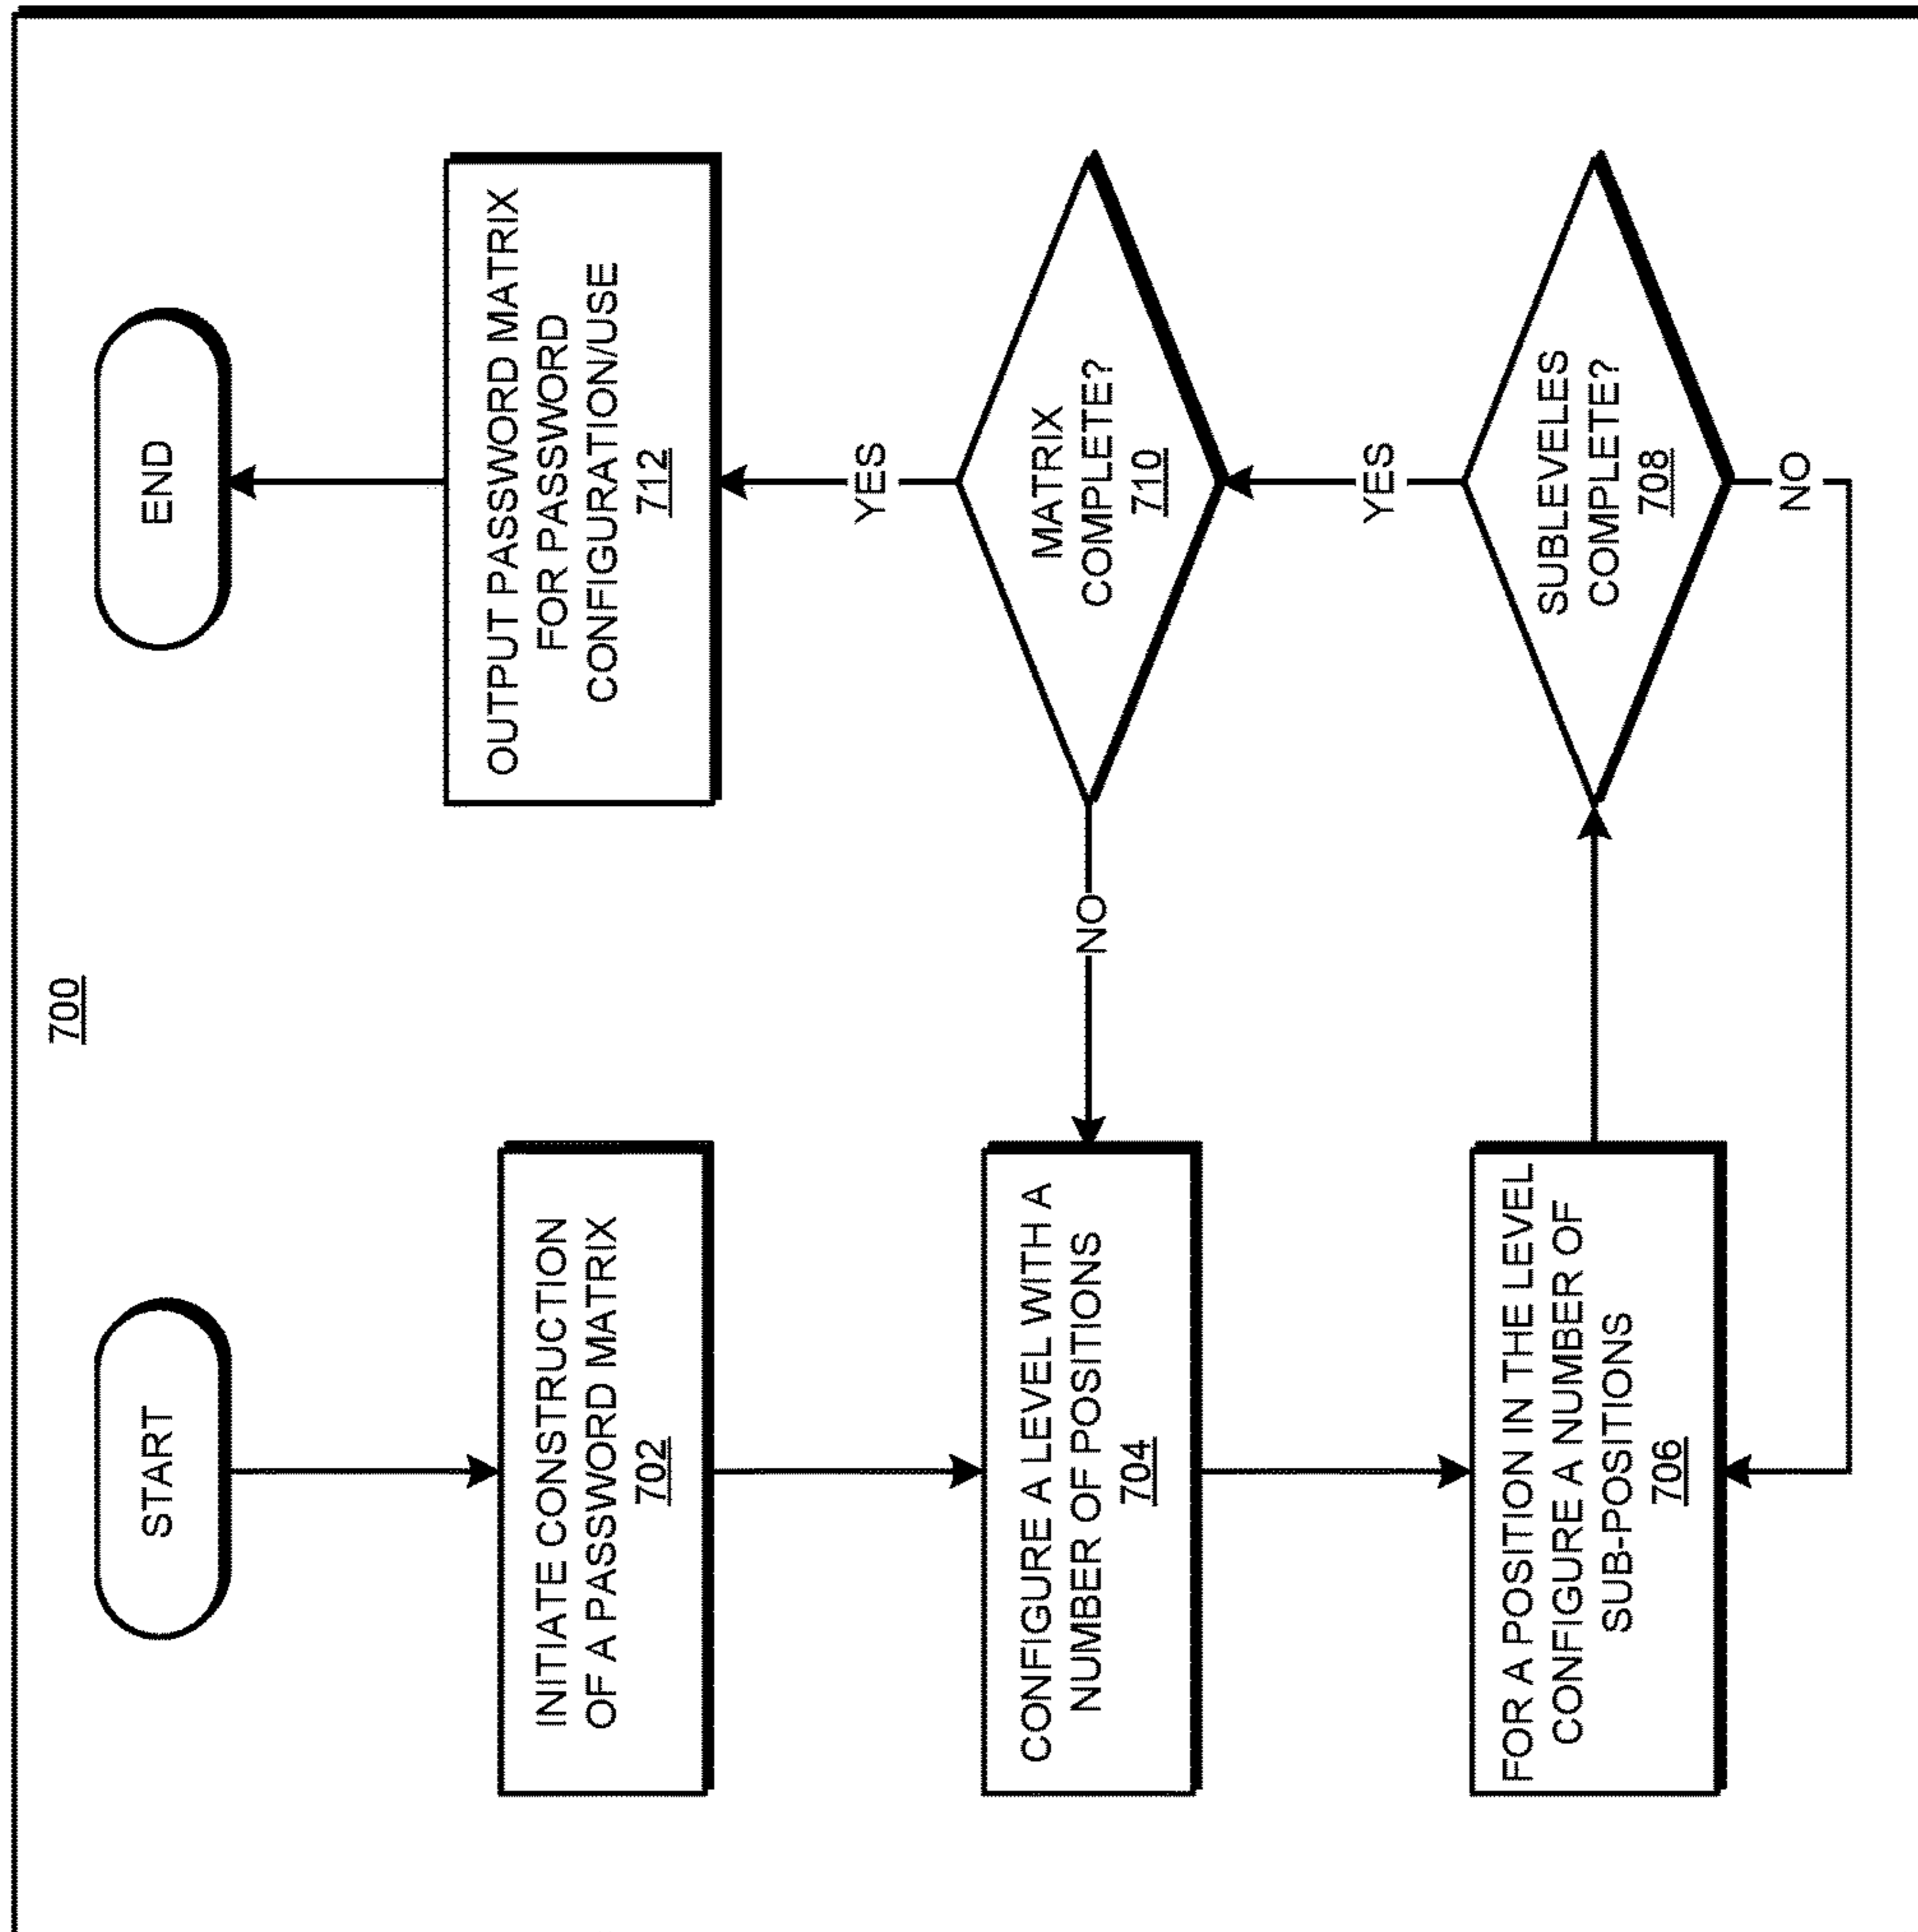 700
START
INITIATE CONSTRUCTION
OF A PASSWORD MATRIX
702
CONFIGURE A LEVEL WITH A
NUMBER OF POSITIONS
704
FOR A POSITION IN THE LEVEL
CONFIGURE A NUMBER OF
SUB-POSITIONS
706
SUBLEVELES
COMPLETE?
708
NO
YES
MATRIX
COMPLETE?
710
NO
YES
OUTPUT PASSWORD MATRIX
FOR PASSWORD
CONFIGURATION/USE
712
END